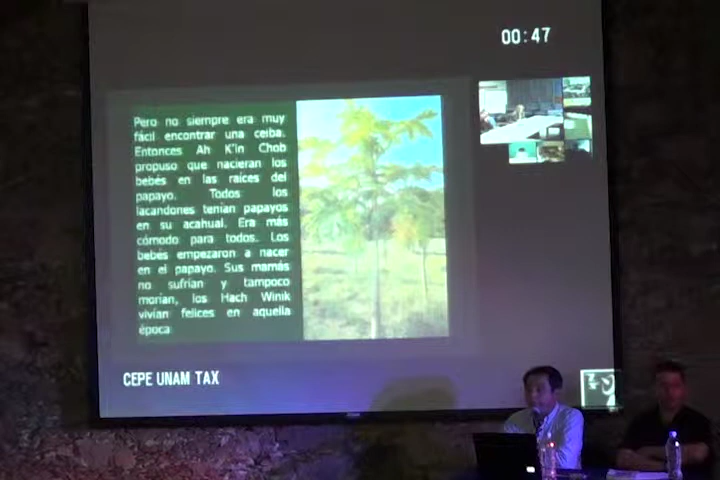 00:47
Pero no siempre era muy
fácil encontrar una ceiba.
Entonces Ah K'in Chob
propuso que nacieran los
bebés en las raíces del
papayo. Todos los
lacandones tenían papayos
en su acahual. Era más
cómodo para todos. Los
bebés empezaron a nacer
en el papayo. Sus mamás
no sufrían y tampoco
morían, los Hach Winik
vivían felices en aquella
época
CEPE UNAM TAX